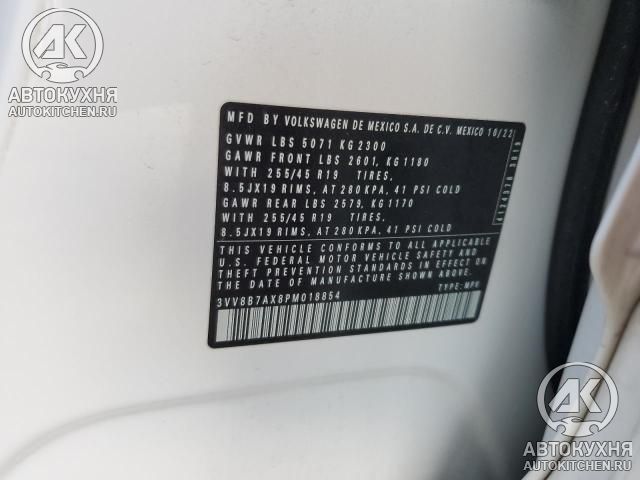 AK
АВТОКУХНЯ
AUTOKITCHEN.RU
MFD BY VOLKSWAGEN DE MEXICO S.A. DE C.V. MEXICO 10/22
GVWR LBS 5071 KG 2300
GAWR FRONT LBS 2601, KG 1180
WITH 255/45 R19 TIRES,
8.5JX19 RIMS, AT 280 KPA, 41 PSI COLD
GAWR REAR LBS 2579, KG 1170
WITH 255/45 R19 TIRES,
8.5JX19 RIMS, AT 280 KPA, 41 PSI COLD
THIS VEHICLE CONFORMS TO ALL APPLICABLE
U.S. FEDERAL MOTOR VEHICLE SAFETY AND
THEFT PREVENTION STANDARDS IN EFFECT ON
THE DATE OF MANUFACTURE SHOWN ABOVE.
3VV8B7AX8PM018854 TYPE: MPV
AK
АВТОКУХНЯ
AUTOKITCHEN.RU